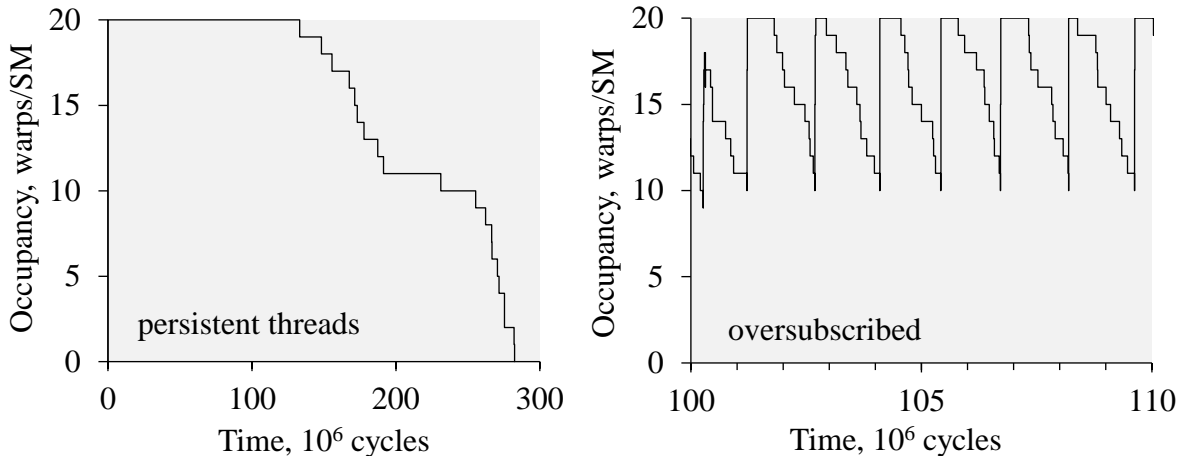 Occupancy, warps/SM
20
15
10
5
0
persistent threads
0
100
200
300
Time, 10⁶ cycles
Occupancy, warps/SM
20
15
10
5
0
oversubscribed
100
105
110
Time, 10⁶ cycles